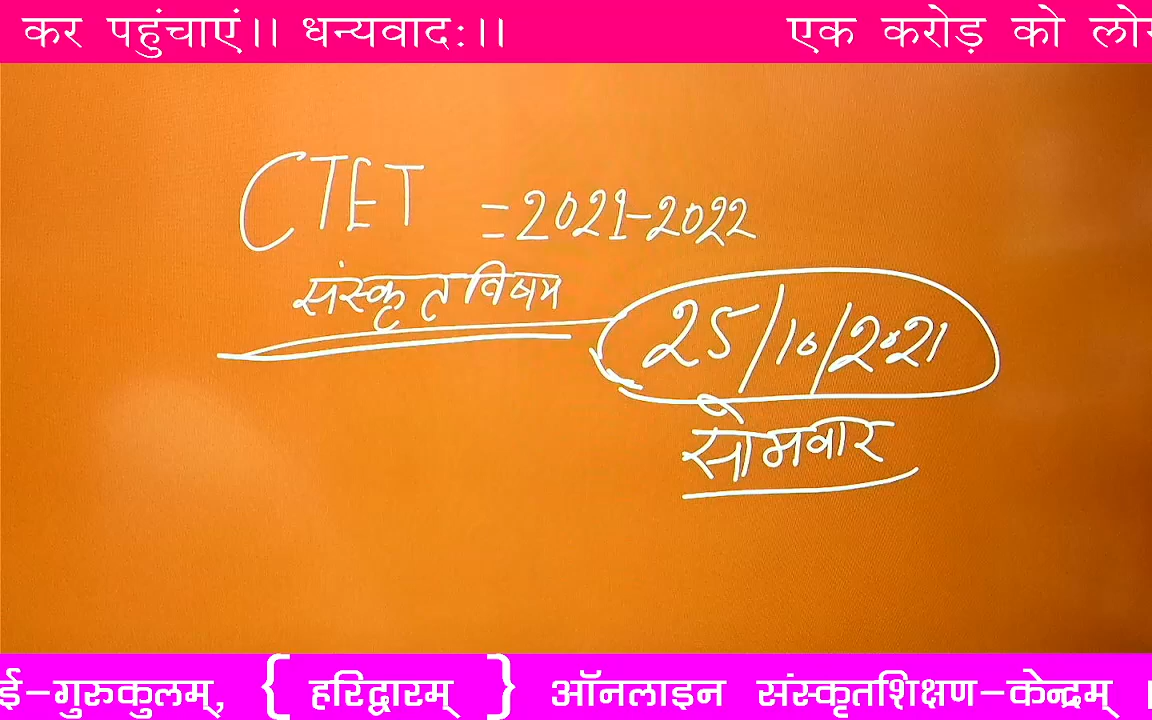 कर पहुंचाएं।। धन्यवादः।। एक करोड़ को
CTET = 2021-2022
संस्कृतविषय
25/10/2021
सोमवार
ई-गुरुकुलम्, { हरिद्वारम् } ऑनलाइन संस्कृतशिक्षण-केन्द्रम्